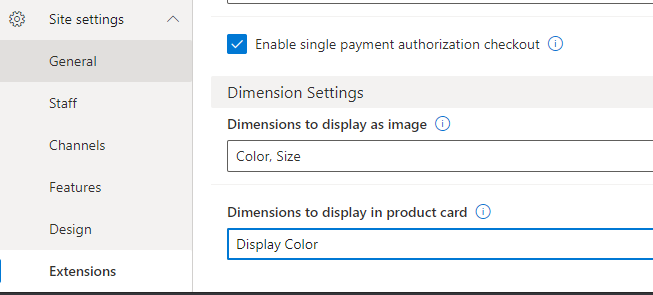 Site settings
Enable single payment authorization checkout
General
Dimension Settings
Staff
Dimensions to display as image
Channels
Color, Size
Features
Dimensions to display in product card
Design
Display Color
Extensions